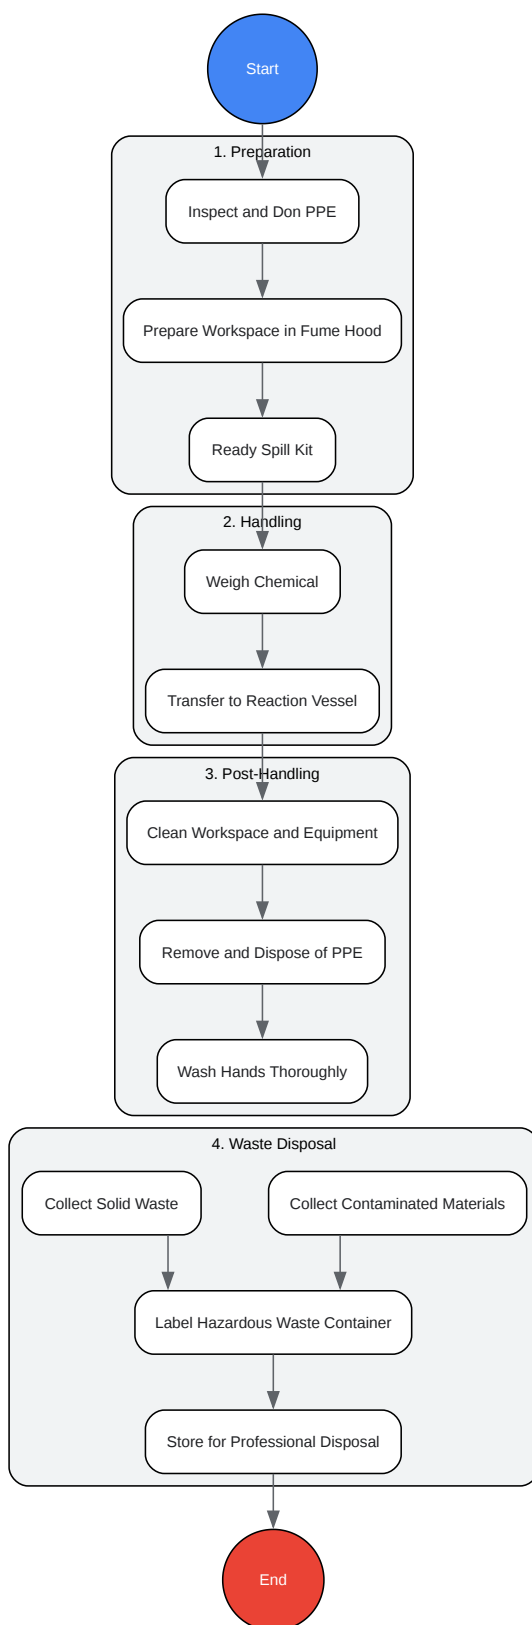 Start
1. Preparation
Inspect and Don PPE
Prepare Workspace in Fume Hood
Ready Spill Kit
2. Handling
Weigh Chemical
Transfer to Reaction Vessel
3. Post-Handling
Clean Workspace and Equipment
Remove and Dispose of PPE
Wash Hands Thoroughly
4. Waste Disposal
Collect Solid Waste
Collect Contaminated Materials
Label Hazardous Waste Container
Store for Professional Disposal
End